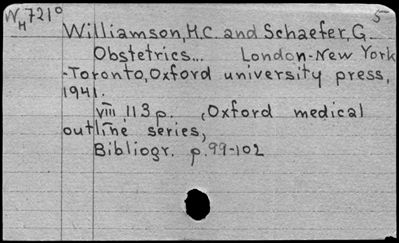 W 721° 5
H
Williamson, H.C. and Schaefer, G.
Obstetrics... London-New York
-Toronto, Oxford university press,
1941.
viii, 113 p. (Oxford medical
outline series,
Bibliogr. p. 99-102